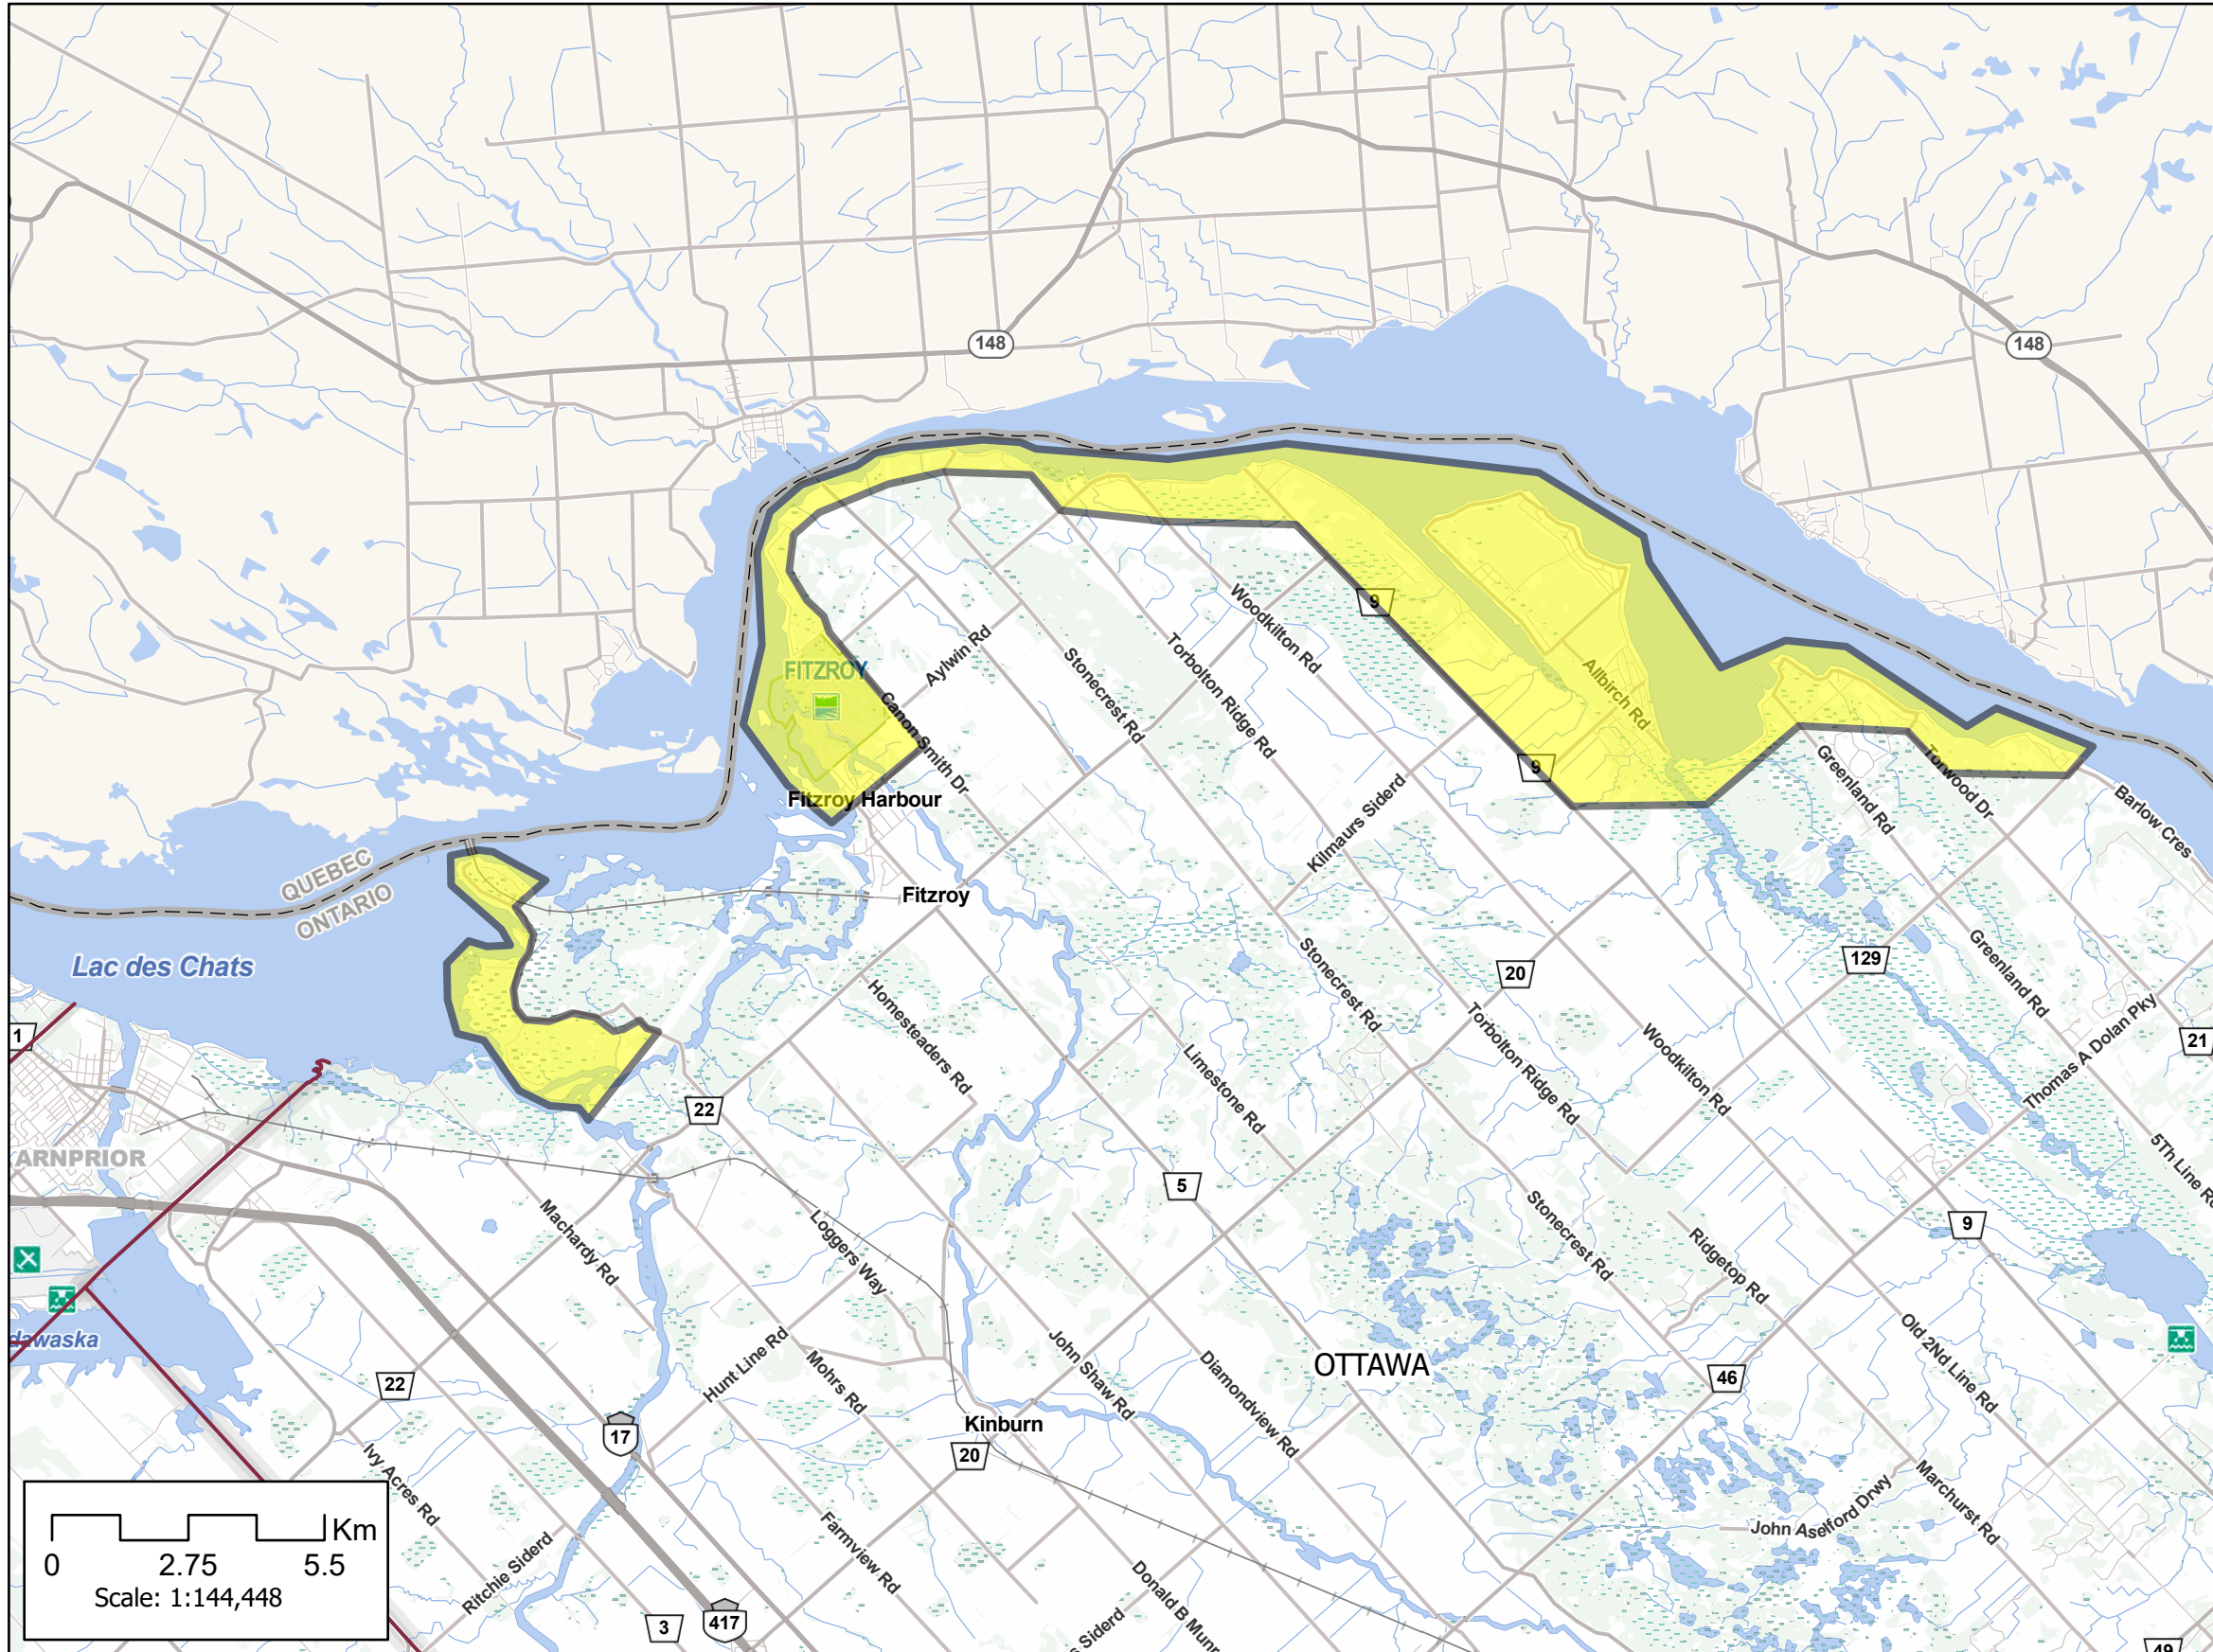 148
148
9
Woodkilton Rd
Aylwin Rd
Torbolton Ridge Rd
Stonecrest Rd
FITZROY
Allbirch Rd
Canon Smith Dr
9
Greenland Rd
Torwood Dr
Fitzroy Harbour
Kilmaurs Siderd
Barlow Cres
QUEBEC
ONTARIO
Fitzroy
Lac des Chats
129
20
Stonecrest Rd
Greenland Rd
Homesteaders Rd
Torbolton Ridge Rd
Woodkilton Rd
Thomas A Dolan Pky
1
21
Limestone Rd
22
ARNPRIOR
5
5Th Line
Machardy Rd
Loggers Way
Stonecrest Rd
Ridgetop Rd
9
dawaska
Hunt Line Rd
Mohrs Rd
John Shaw Rd
Diamondview Rd
OTTAWA
46
Old 2Nd Line Rd
22
17
Kinburn
20
Ivy Acres Rd
Farmview Rd
Marchurst Rd
John Aselford Drwy
Ritchie Siderd
Donald B Munr
s Siderd
3
417
49
Km
0 2.75 5.5
Scale: 1:144,448